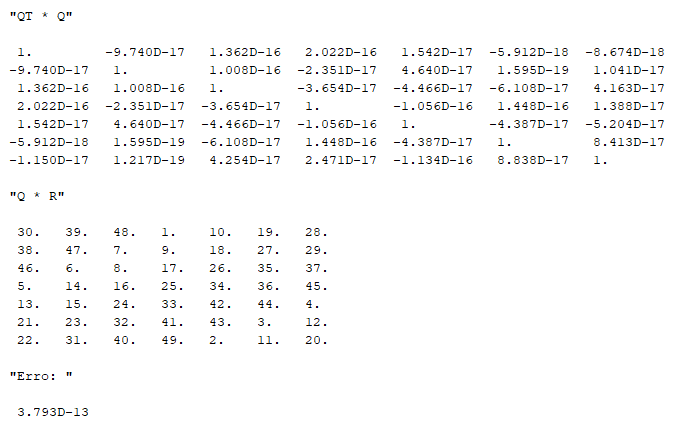 "QT * Q"
1. -9.740D-17 1.362D-16 2.022D-16 1.542D-17 -5.912D-18 -8.674D-18
-9.740D-17 1. 1.008D-16 -2.351D-17 4.640D-17 1.595D-19 1.041D-17
1.362D-16 1.008D-16 1. -3.654D-17 -4.466D-17 -6.108D-17 4.163D-17
2.022D-16 -2.351D-17 -3.654D-17 1. -1.056D-16 1.448D-16 1.388D-17
1.542D-17 4.640D-17 -4.466D-17 -1.056D-16 1. -4.387D-17 -5.204D-17
-5.912D-18 1.595D-19 -6.108D-17 1.448D-16 -4.387D-17 1. 8.413D-17
-1.150D-17 1.217D-19 4.254D-17 2.471D-17 -1.134D-16 8.838D-17 1.
"Q * R"
30. 39. 48. 1. 10. 19. 28.
38. 47. 7. 9. 18. 27. 29.
46. 6. 8. 17. 26. 35. 37.
5. 14. 16. 25. 34. 36. 45.
13. 15. 24. 33. 42. 44. 4.
21. 23. 32. 41. 43. 3. 12.
22. 31. 40. 49. 2. 11. 20.
"Erro: "
3.793D-13